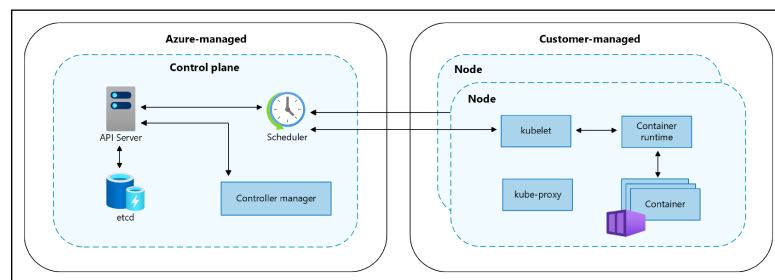 Azure-managed
Customer-managed
Control plane
Node
Node
API Server
Scheduler
kubelet
Container
runtime
etcd
Controller manager
kube-proxy
Container